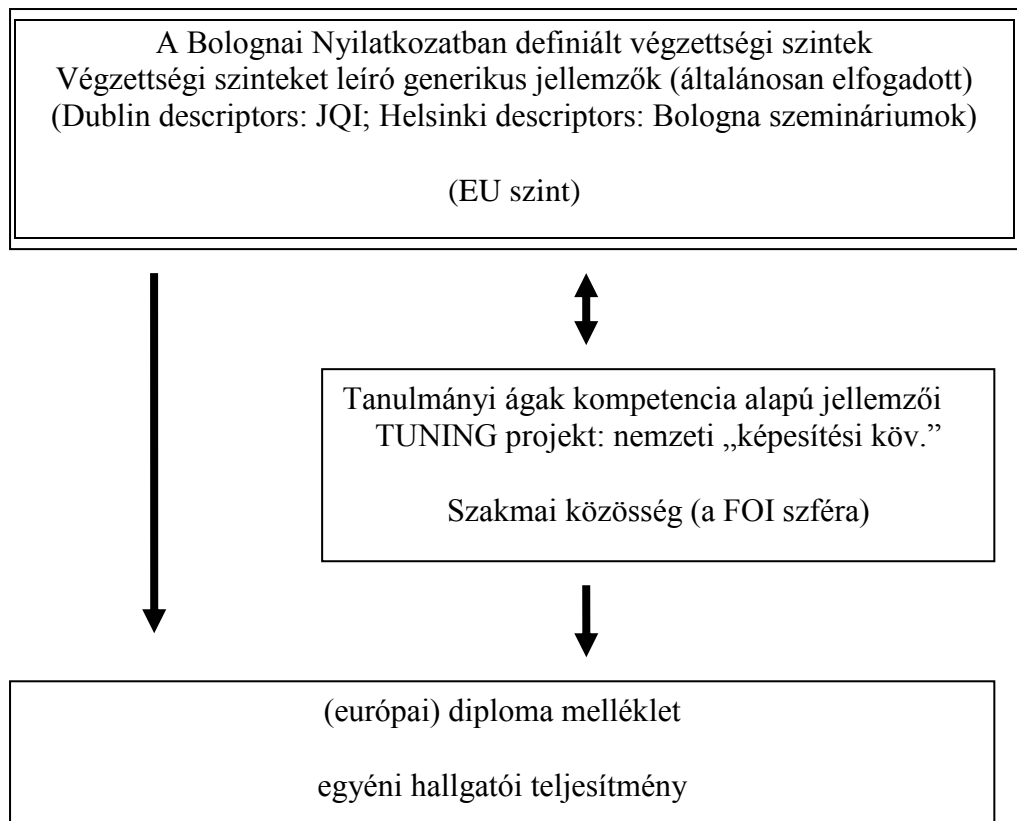 A Bolognai Nyilatkozatban definiált végzettségi szintek
Végzettségi szinteket leíró generikus jellemzők (általánosan elfogadott)
(Dublin descriptors: JQI; Helsinki descriptors: Bologna szemináriumok)
(EU szint)
Tanulmányi ágak kompetencia alapú jellemzői
TUNING projekt: nemzeti „képesítési köv.”
Szakmai közösség (a FOI szféra)
(európai) diploma melléklet
egyéni hallgatói teljesítmény